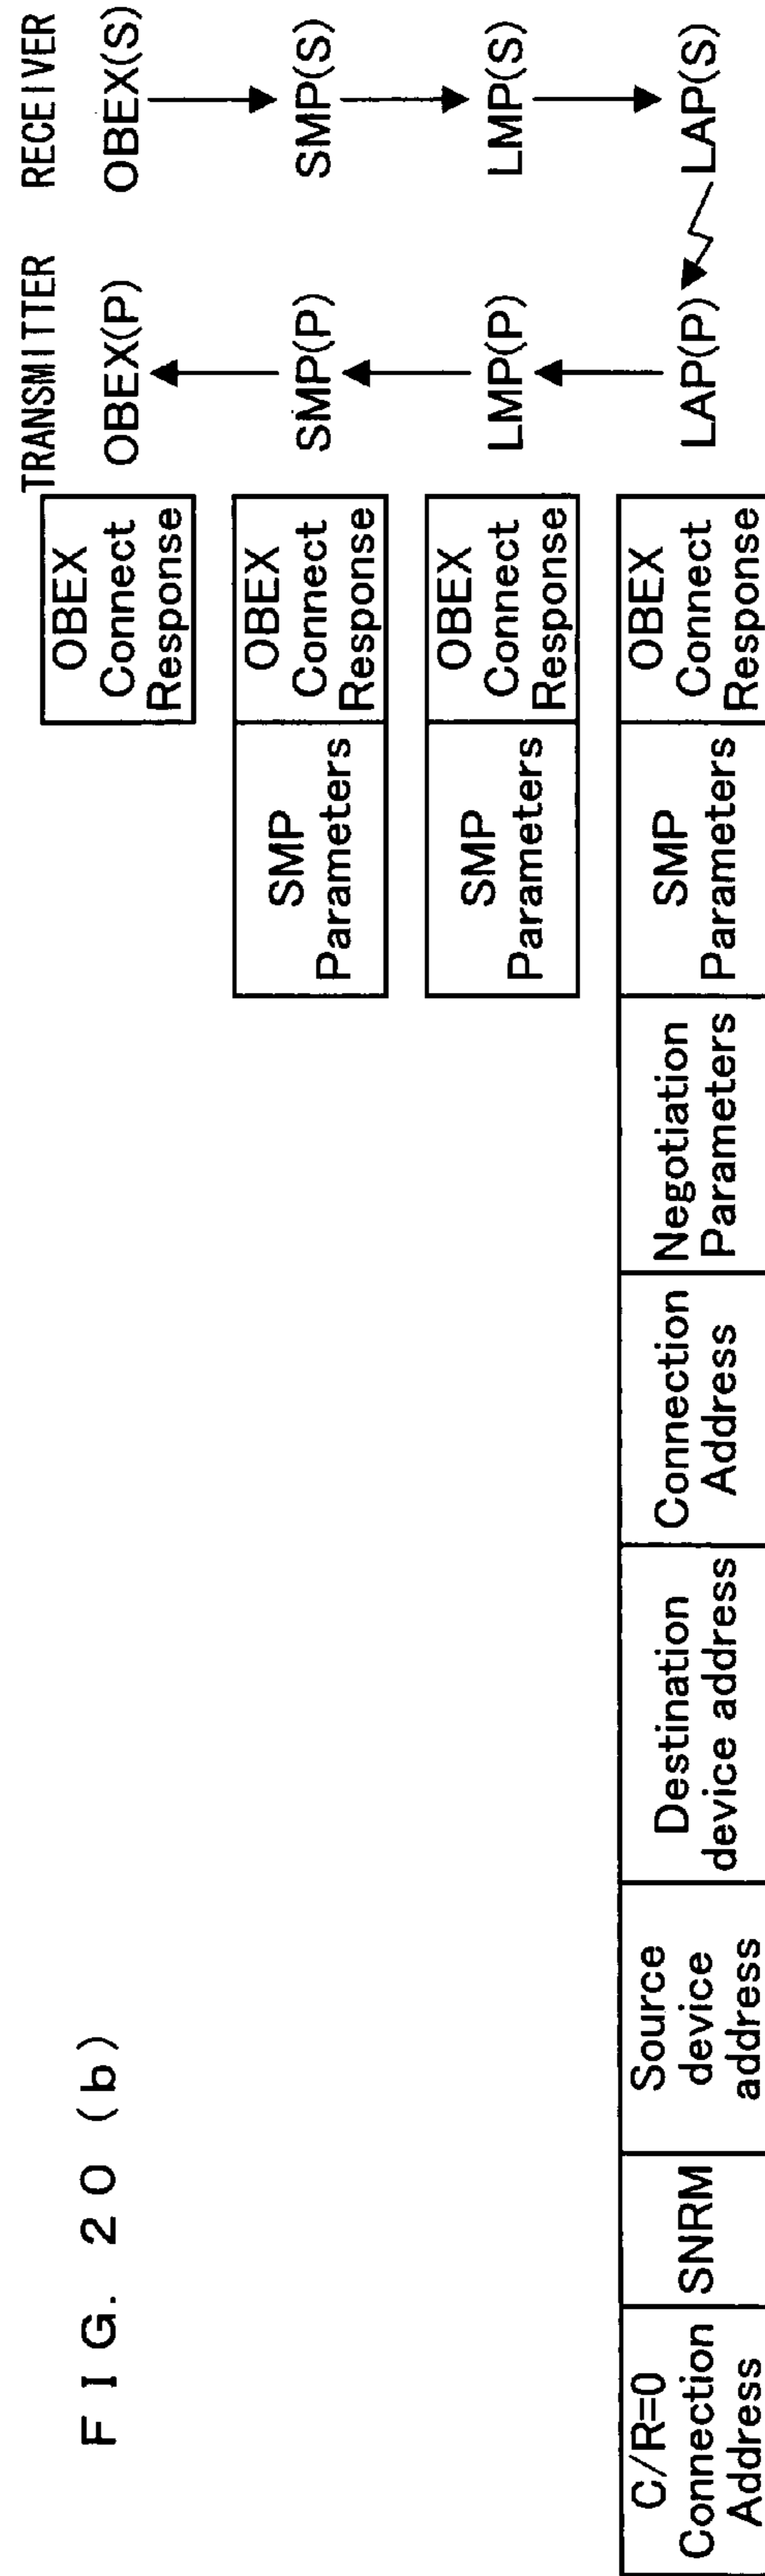 FIG. 20 (b)
TRANSMITTER
RECEIVER
OBEX
Connect
Response
OBEX(P)
OBEX(S)
SMP
Parameters
OBEX
Connect
Response
SMP(P)
SMP(S)
SMP
Parameters
OBEX
Connect
Response
LMP(P)
LMP(S)
C/R=0
Connection
Address
SNRM
Source
device
address
Destination
device address
Connection
Address
Negotiation
Parameters
SMP
Parameters
OBEX
Connect
Response
LAP(P)
LAP(S)